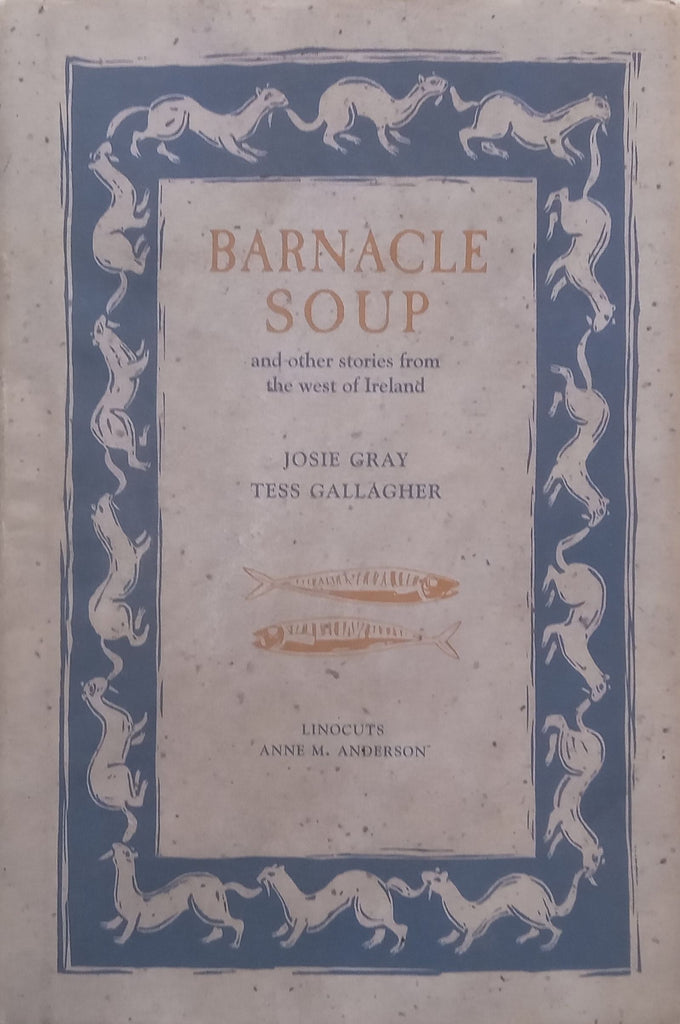 BARNACLE
SOUP
and other stories from
the west of Ireland
JOSIE GRAY
TESS GALLAGHER
LINOCUTS
ANNE M. ANDERSON